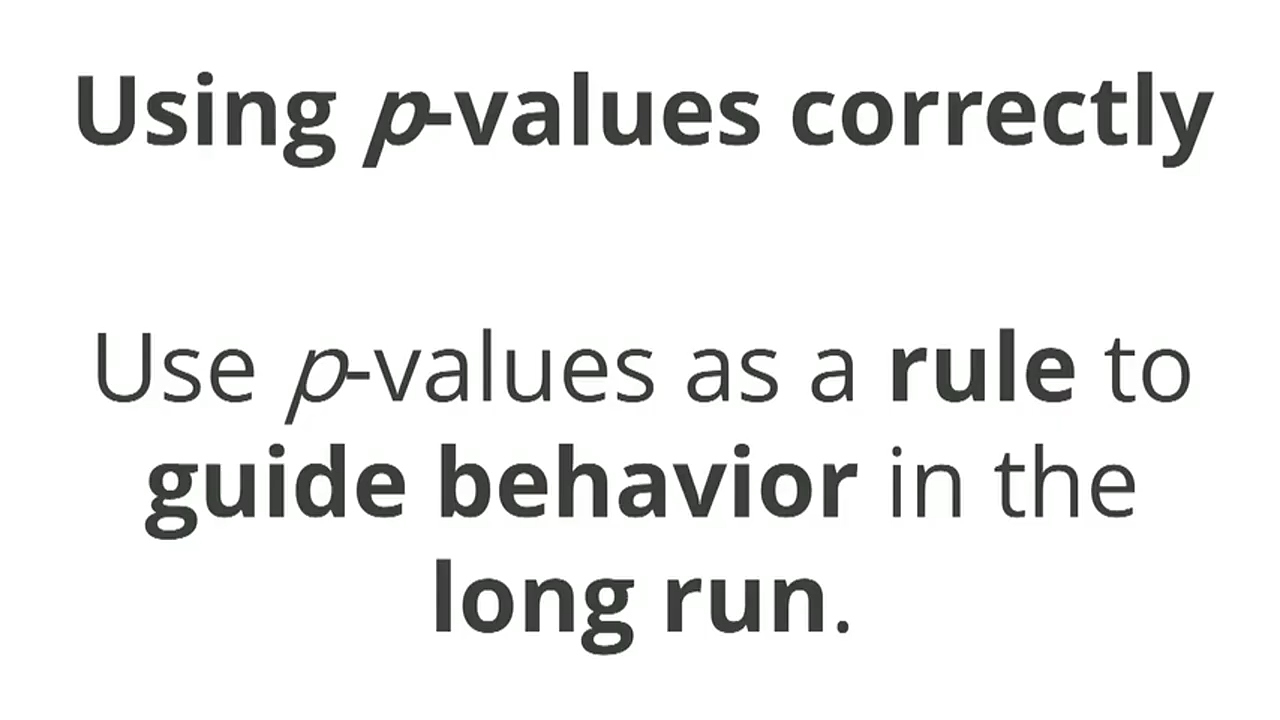 Using p-values correctly
Use p-values as a rule to
guide behavior in the
long run.